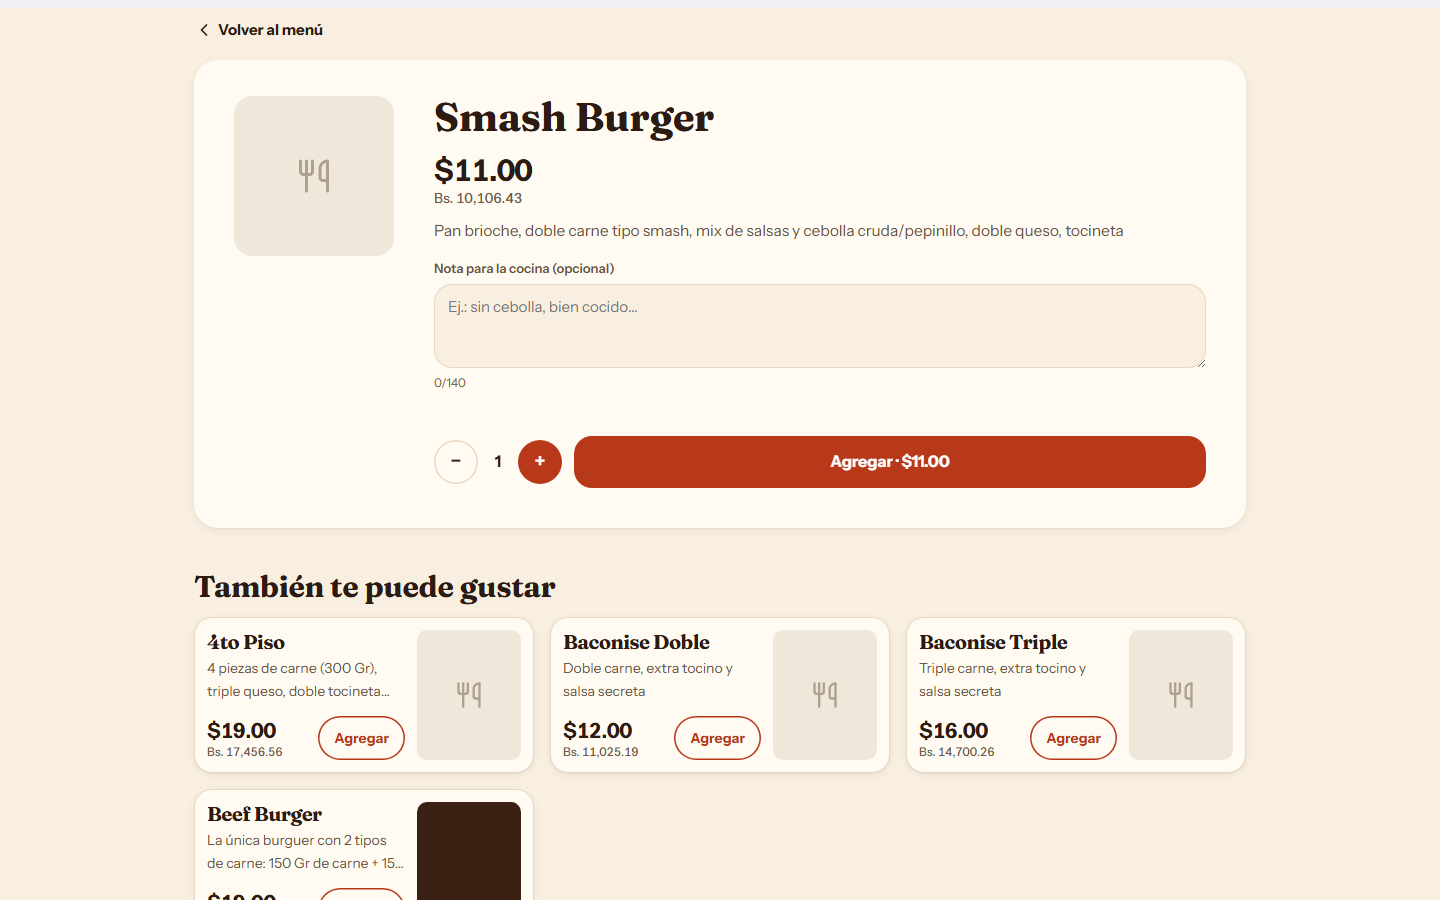 Volver al menú
Smash Burger
$11.00
Bs. 10,106.43
Pan brioche, doble carne tipo smash, mix de salsas y cebolla cruda/pepinillo, doble queso, tocineta
Nota para la cocina (opcional)
Ej.: sin cebolla, bien cocido...
0/140
− 1 + Agregar · $11.00
También te puede gustar
4to Piso
4 piezas de carne (300 Gr),
triple queso, doble tocineta...
$19.00
Bs. 17,456.56
Agregar
Baconise Doble
Doble carne, extra tocino y
salsa secreta
$12.00
Bs. 11,025.19
Agregar
Baconise Triple
Triple carne, extra tocino y
salsa secreta
$16.00
Bs. 14,700.26
Agregar
Beef Burger
La única burguer con 2 tipos
de carne: 150 Gr de carne + 15...